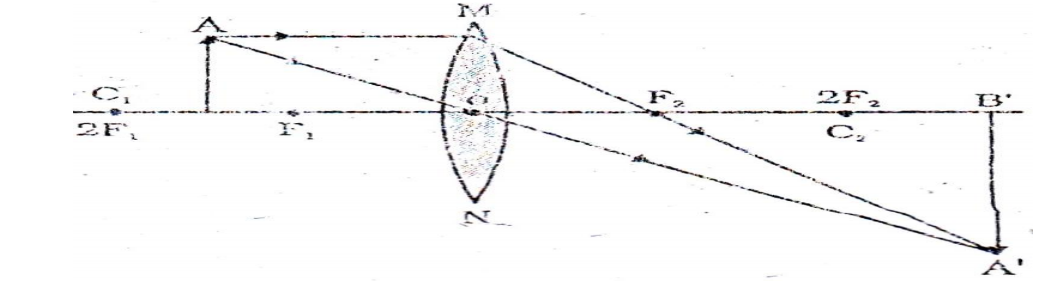 M
A
C₁ F₂ 2F₂ B'
O
2F₁ F₁ C₂
N
A'